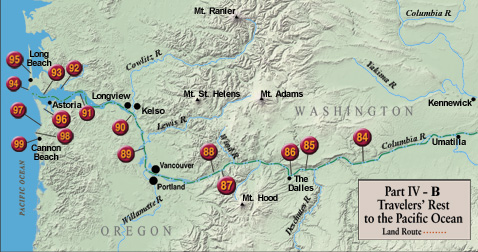 Mt. Ranier
Columbia R.
95
Long
Beach
93
92
Cowlitz R.
Yakima R.
94
Longview
Mt. St. Helens
Mt. Adams
Kennewick
Astoria
Kelso
WASHINGTON
97
96
91
98
90
Lewis R.
99
Cannon
Beach
84
Columbia R.
Umatilla
89
88
Wind R.
86
85
PACIFIC OCEAN
Vancouver
Portland
87
The
Dalles
Willamette R.
Mt. Hood
Deschutes R.
OREGON
Part IV - B
Travelers' Rest
to the Pacific Ocean
Land Route ........